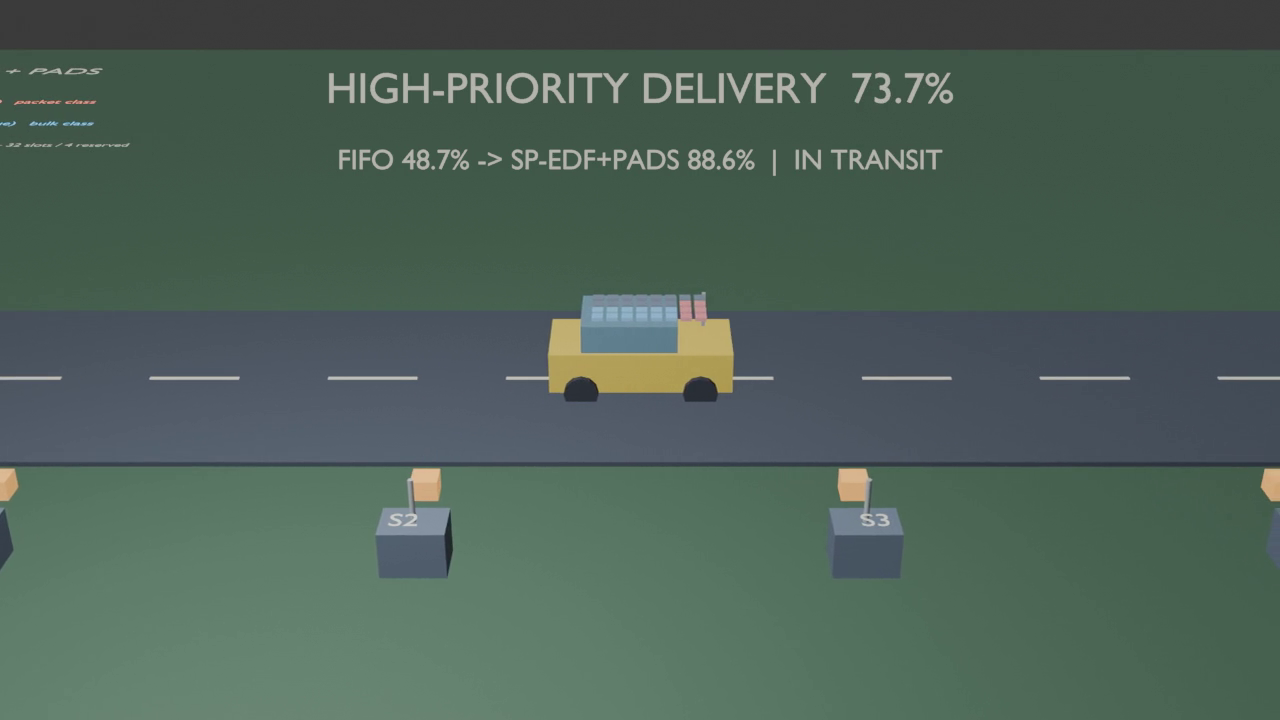 + PADS
HIGH-PRIORITY DELIVERY 73.7%
packet class
bulk class
32 slots / 4 reserved
FIFO 48.7% -> SP-EDF+PADS 88.6% | IN TRANSIT
S2
S3